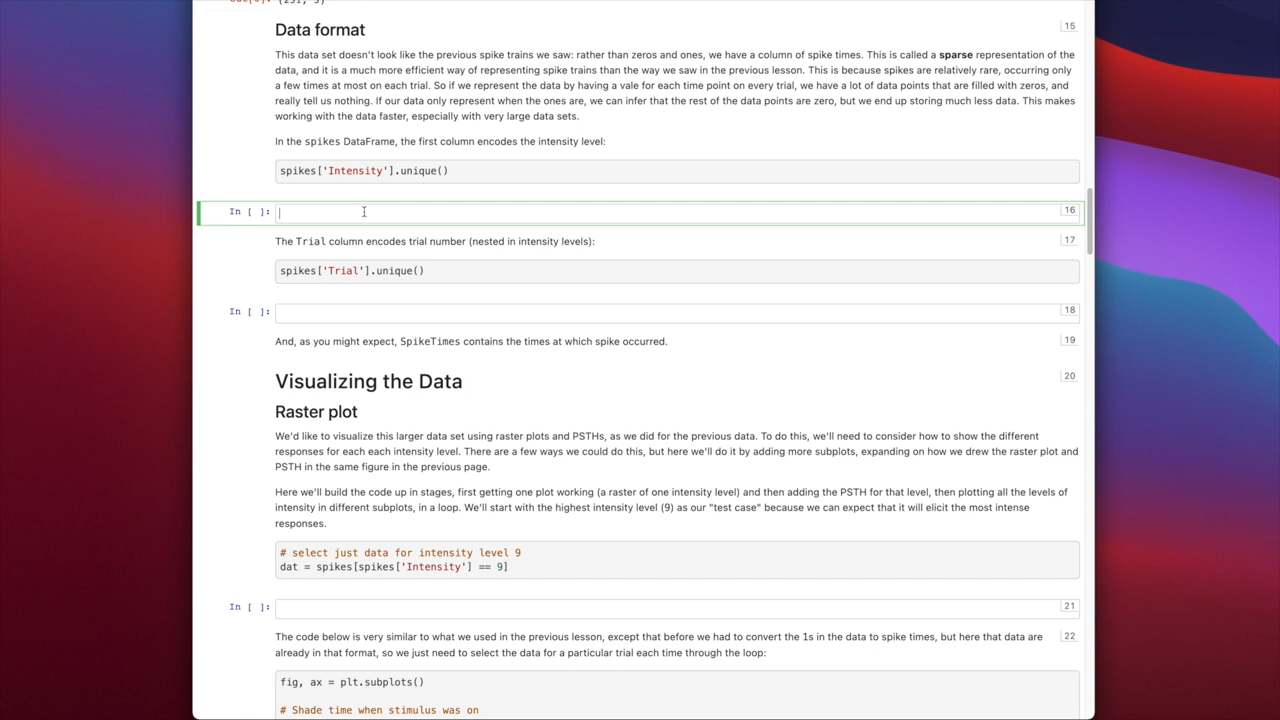 Data format
15
This data set doesn't look like the previous spike trains we saw: rather than zeros and ones, we have a column of spike times. This is called a sparse representation of the
data, and it is a much more efficient way of representing spike trains than the way we saw in the previous lesson. This is because spikes are relatively rare, occurring only
a few times at most on each trial. So if we represent the data by having a vale for each time point on every trial, we have a lot of data points that are filled with zeros, and
really tell us nothing. If our data only represent when the ones are, we can infer that the rest of the data points are zero, but we end up storing much less data. This makes
working with the data faster, especially with very large data sets.
In the spikes DataFrame, the first column encodes the intensity level:
spikes['Intensity'].unique()
In [ ]:
16
The Trial column encodes trial number (nested in intensity levels):
17
spikes['Trial'].unique()
In [ ]:
18
And, as you might expect, SpikeTimes contains the times at which spike occurred.
19
Visualizing the Data
20
Raster plot
We'd like to visualize this larger data set using raster plots and PSTHs, as we did for the previous data. To do this, we'll need to consider how to show the different
responses for each each intensity level. There are a few ways we could do this, but here we'll do it by adding more subplots, expanding on how we drew the raster plot and
PSTH in the same figure in the previous page.
Here we'll build the code up in stages, first getting one plot working (a raster of one intensity level) and then adding the PSTH for that level, then plotting all the levels of
intensity in different subplots, in a loop. We'll start with the highest intensity level (9) as our "test case" because we can expect that it will elicit the most intense
responses.
# select just data for intensity level 9
dat = spikes[spikes['Intensity'] == 9]
In [ ]:
21
The code below is very similar to what we used in the previous lesson, except that before we had to convert the 1s in the data to spike times, but here that data are
22
already in that format, so we just need to select the data for a particular trial each time through the loop:
fig, ax = plt.subplots()
# Shade time when stimulus was on